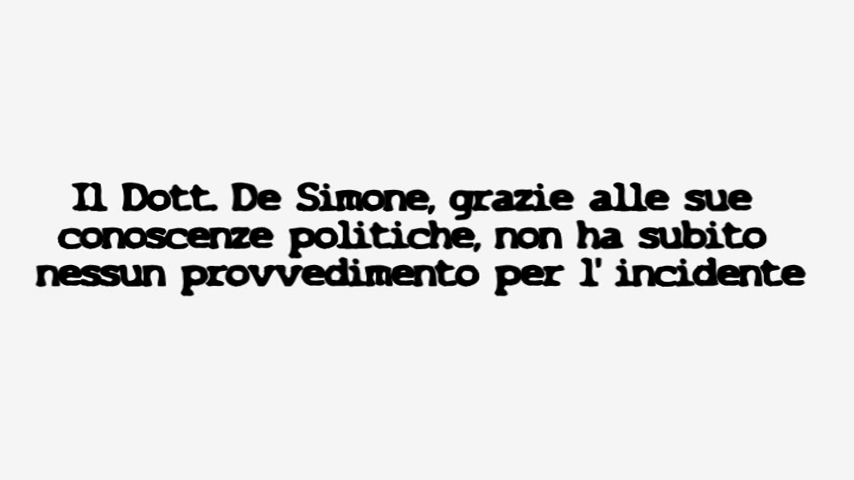 Il Dott. De Simone, grazie alle sue
conoscenze politiche, non ha subito
nessun provvedimento per l' incidente